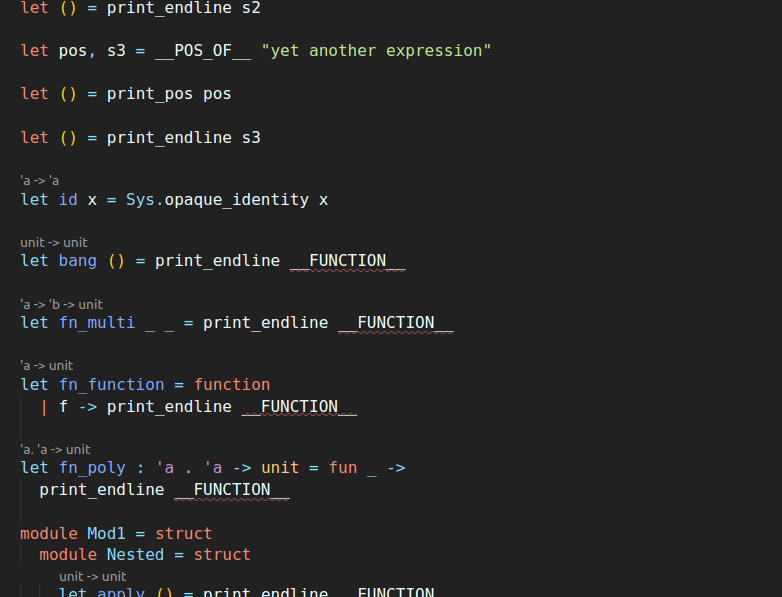 let () = print_endline s2
let pos, s3 = __POS_OF__ "yet another expression"
let () = print_pos pos
let () = print_endline s3
'a -> 'a
let id x = Sys.opaque_identity x
unit -> unit
let bang () = print_endline __FUNCTION__
'a -> 'b -> unit
let fn_multi _ _ = print_endline __FUNCTION__
'a -> unit
let fn_function = function
| f -> print_endline __FUNCTION__
'a. 'a -> unit
let fn_poly : 'a . 'a -> unit = fun _ ->
print_endline __FUNCTION__
module Mod1 = struct
module Nested = struct
unit -> unit
let apply () = print_endline __FUNCTION__